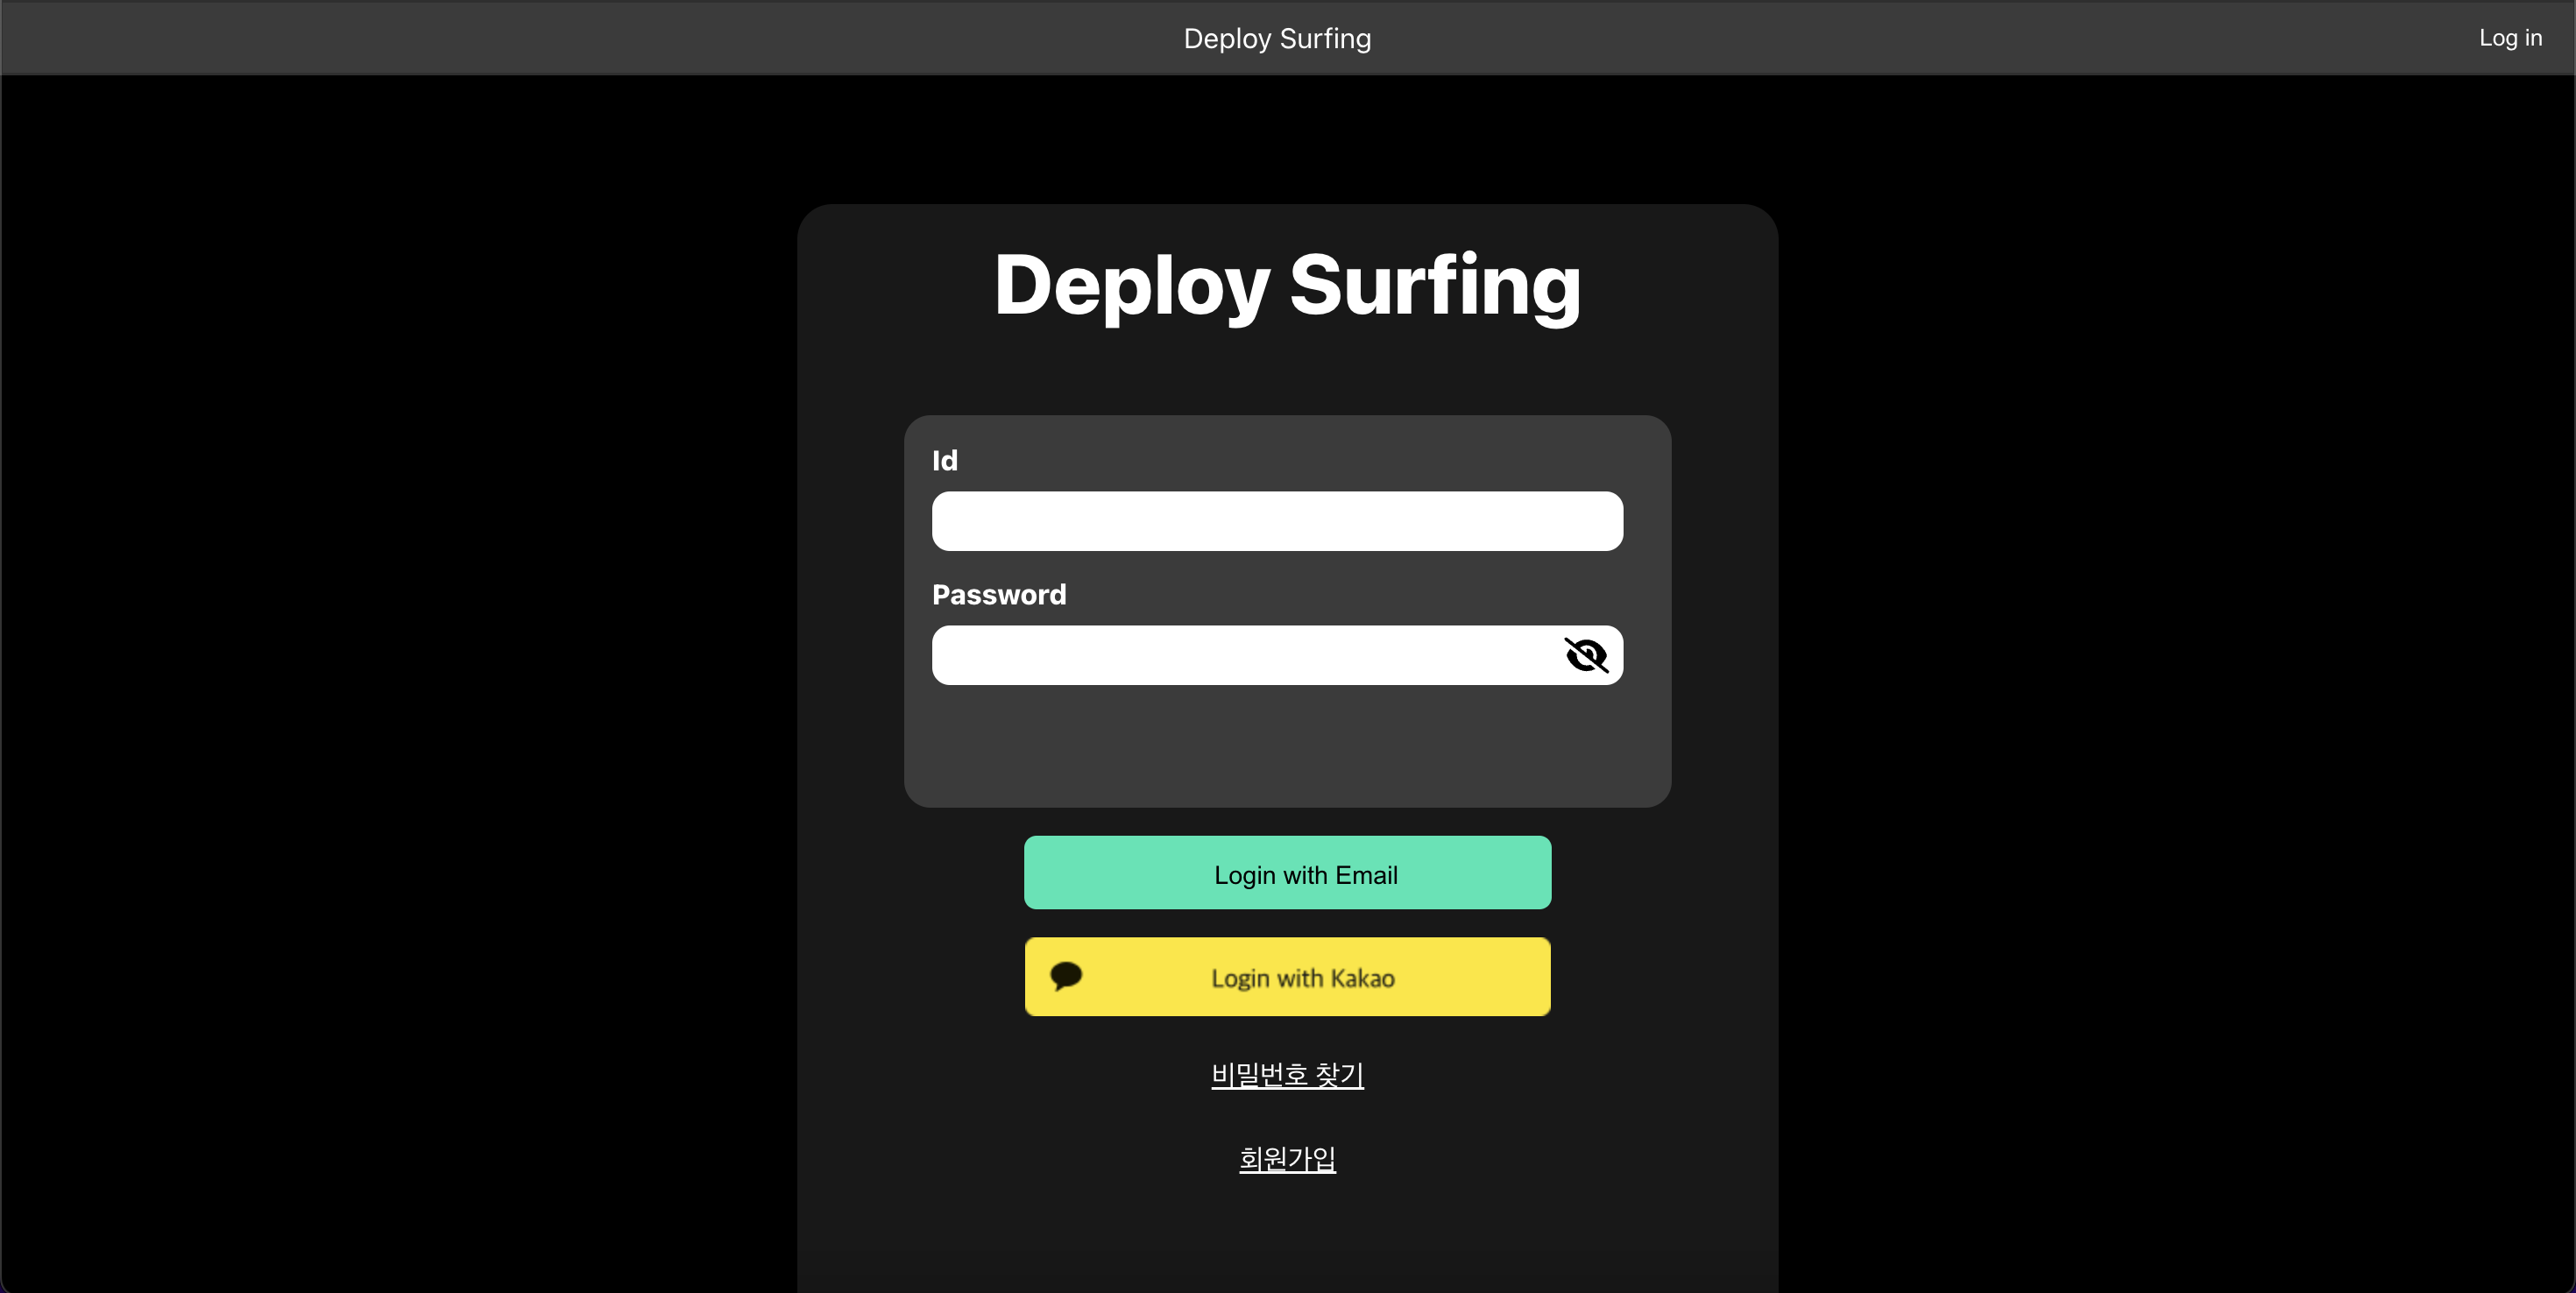 Deploy Surfing
Log in
Deploy Surfing
Id
Password
Login with Email
Login with Kakao
비밀번호 찾기
회원가입